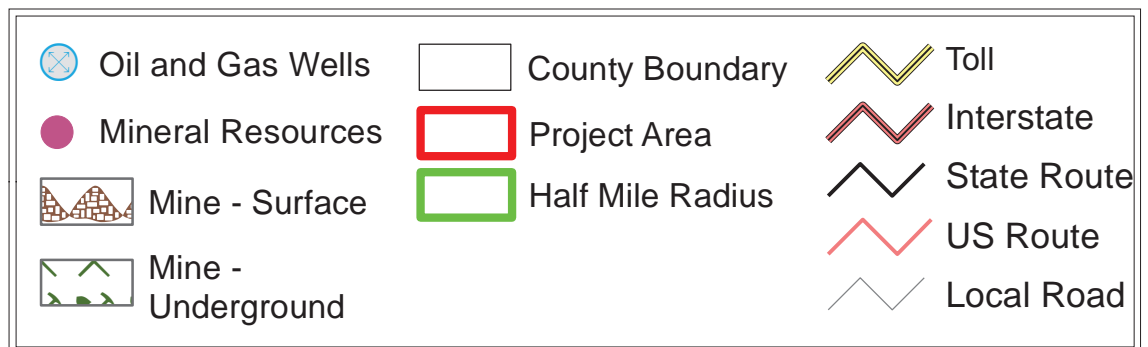 Oil and Gas Wells
Mineral Resources
Mine - Surface
Mine -
Underground
County Boundary
Project Area
Half Mile Radius
Toll
Interstate
State Route
US Route
Local Road